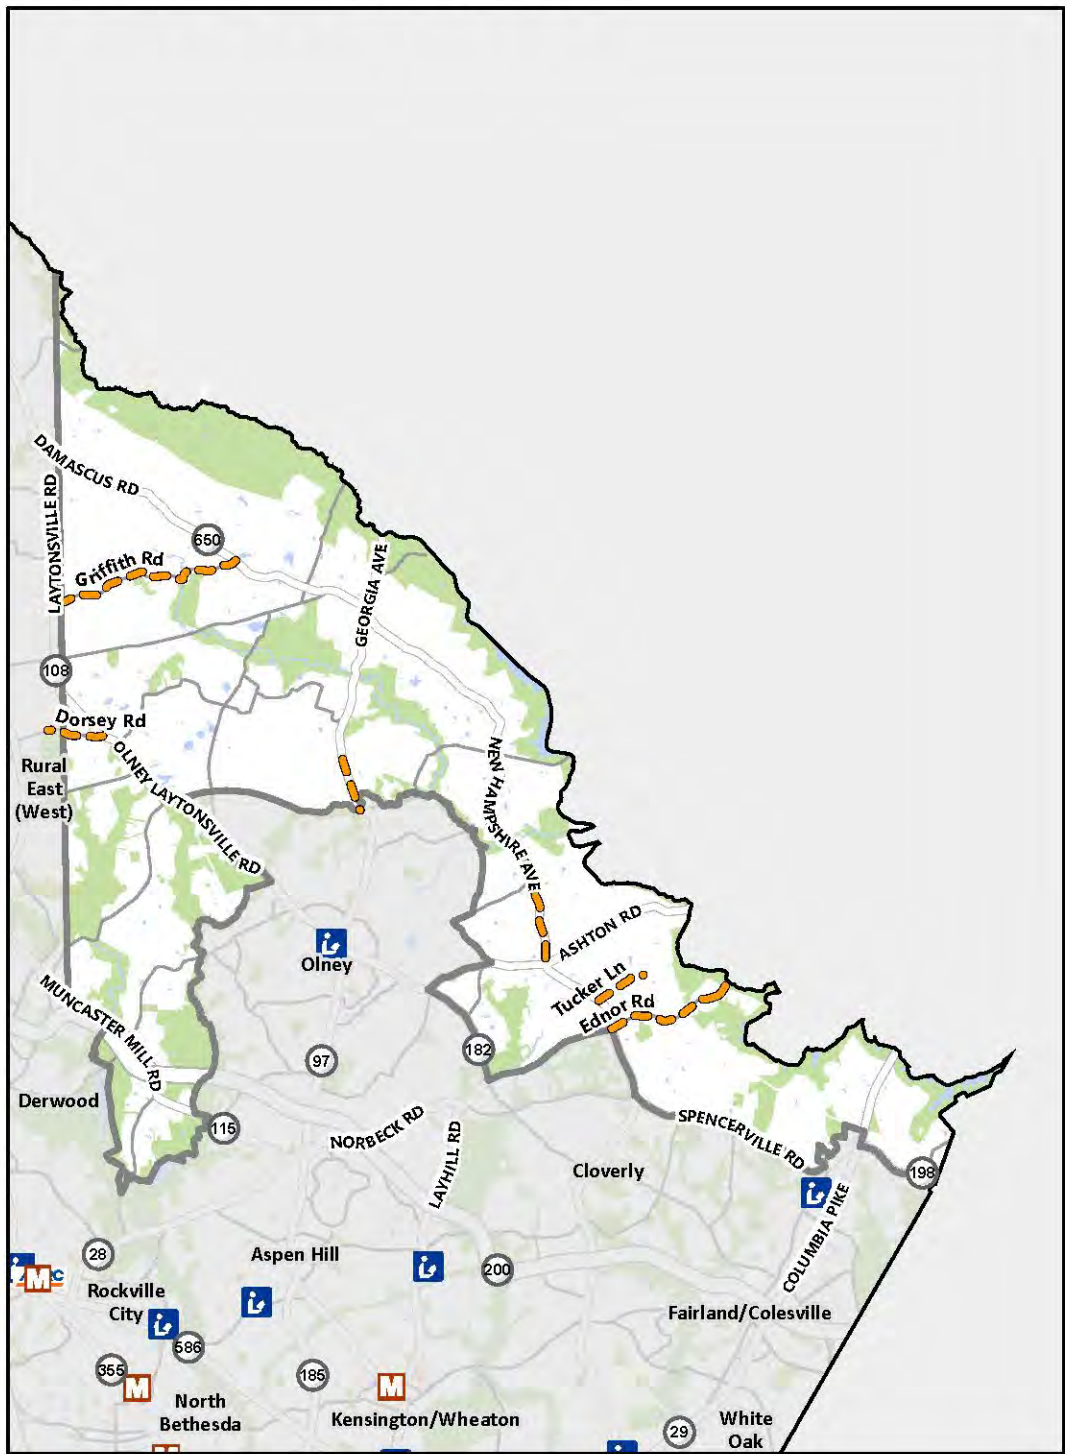 DAMASCUS RD
LAYTONSVILLE RD
650
Griffith Rd
GEORGIA AVE
108
Dorsey Rd
OLNEY LAYTONSVILLE RD
Rural
East
(West)
NEW HAMPSHIRE AVE
ASHTON RD
Olney
Tucker Ln
Ednor Rd
MUNCASTER MILL RD
97
182
Derwood
115
NORBECK RD
LAYHILL RD
SPENCERVILLE RD
Cloverly
198
COLUMBIA PIKE
28
Aspen Hill
200
M
Rockville
City
Fairland/Colesville
586
355
M
185
M
North
Bethesda
Kensington/Wheaton
29
White
Oak